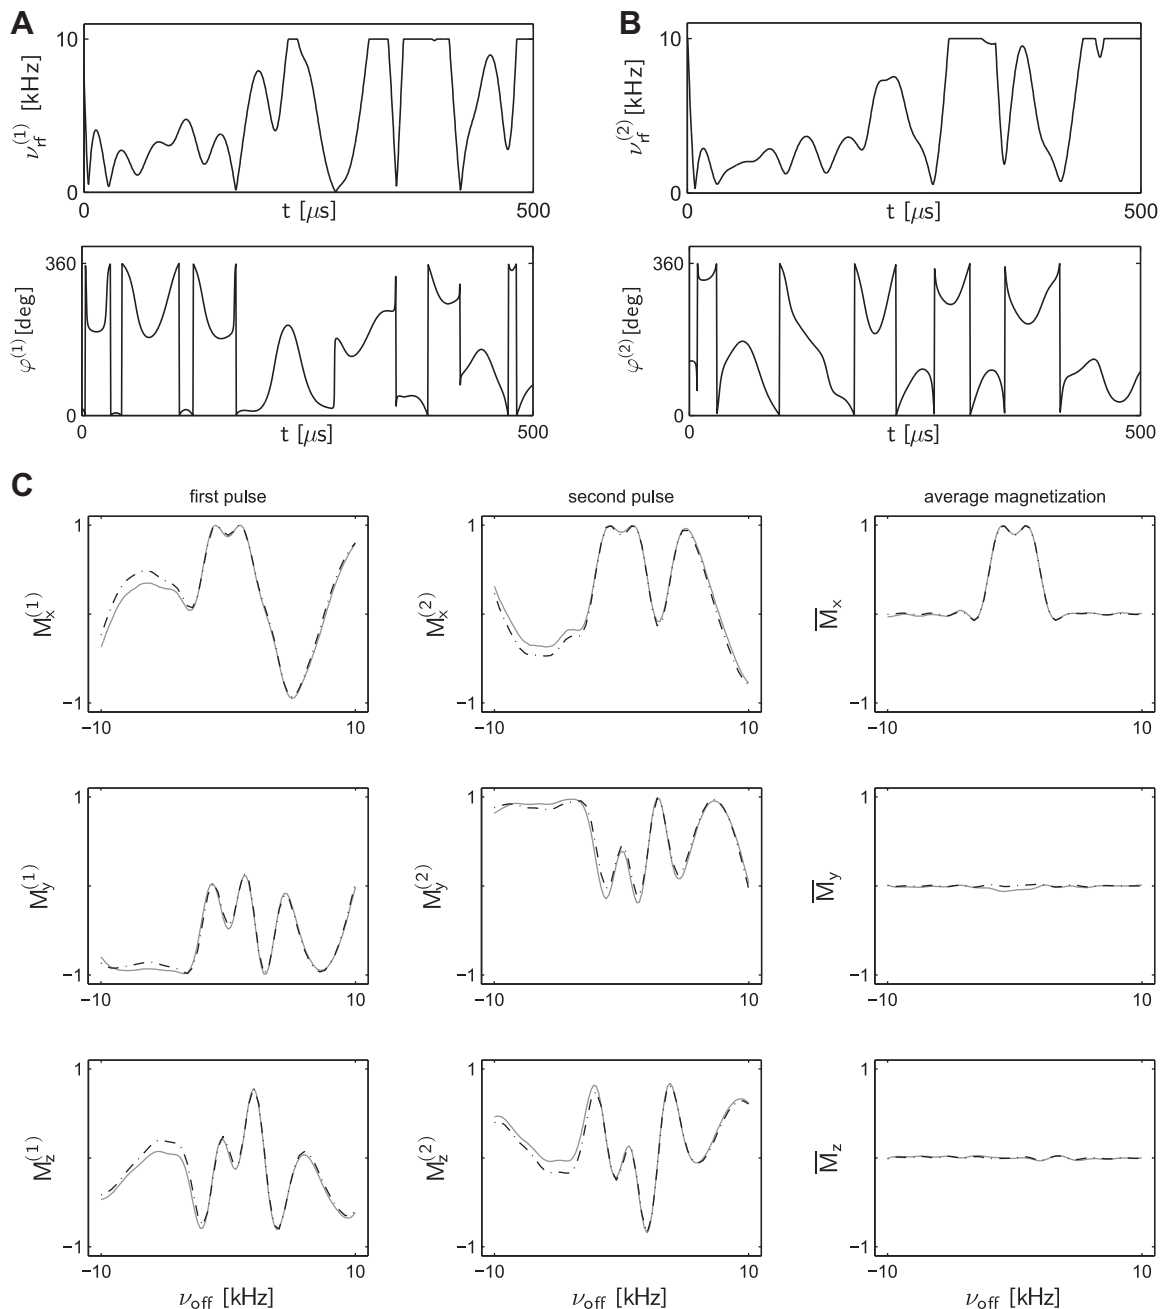 A
B
10
ν_rf^(1) [kHz]
0
0
t [μs]
500
10
ν_rf^(2) [kHz]
0
0
t [μs]
500
360
φ^(1)[deg]
0
0
t [μs]
500
360
φ^(2)[deg]
0
0
t [μs]
500
C
first pulse
second pulse
average magnetization
1
M_x^(1)
−1
−10
10
1
M_x^(2)
−1
−10
10
1
M̅_x
−1
−10
10
1
M_y^(1)
−1
−10
10
1
M_y^(2)
−1
−10
10
1
M̅_y
−1
−10
10
1
M_z^(1)
−1
−10
10
ν_off [kHz]
1
M_z^(2)
−1
−10
10
ν_off [kHz]
1
M̅_z
−1
−10
10
ν_off [kHz]